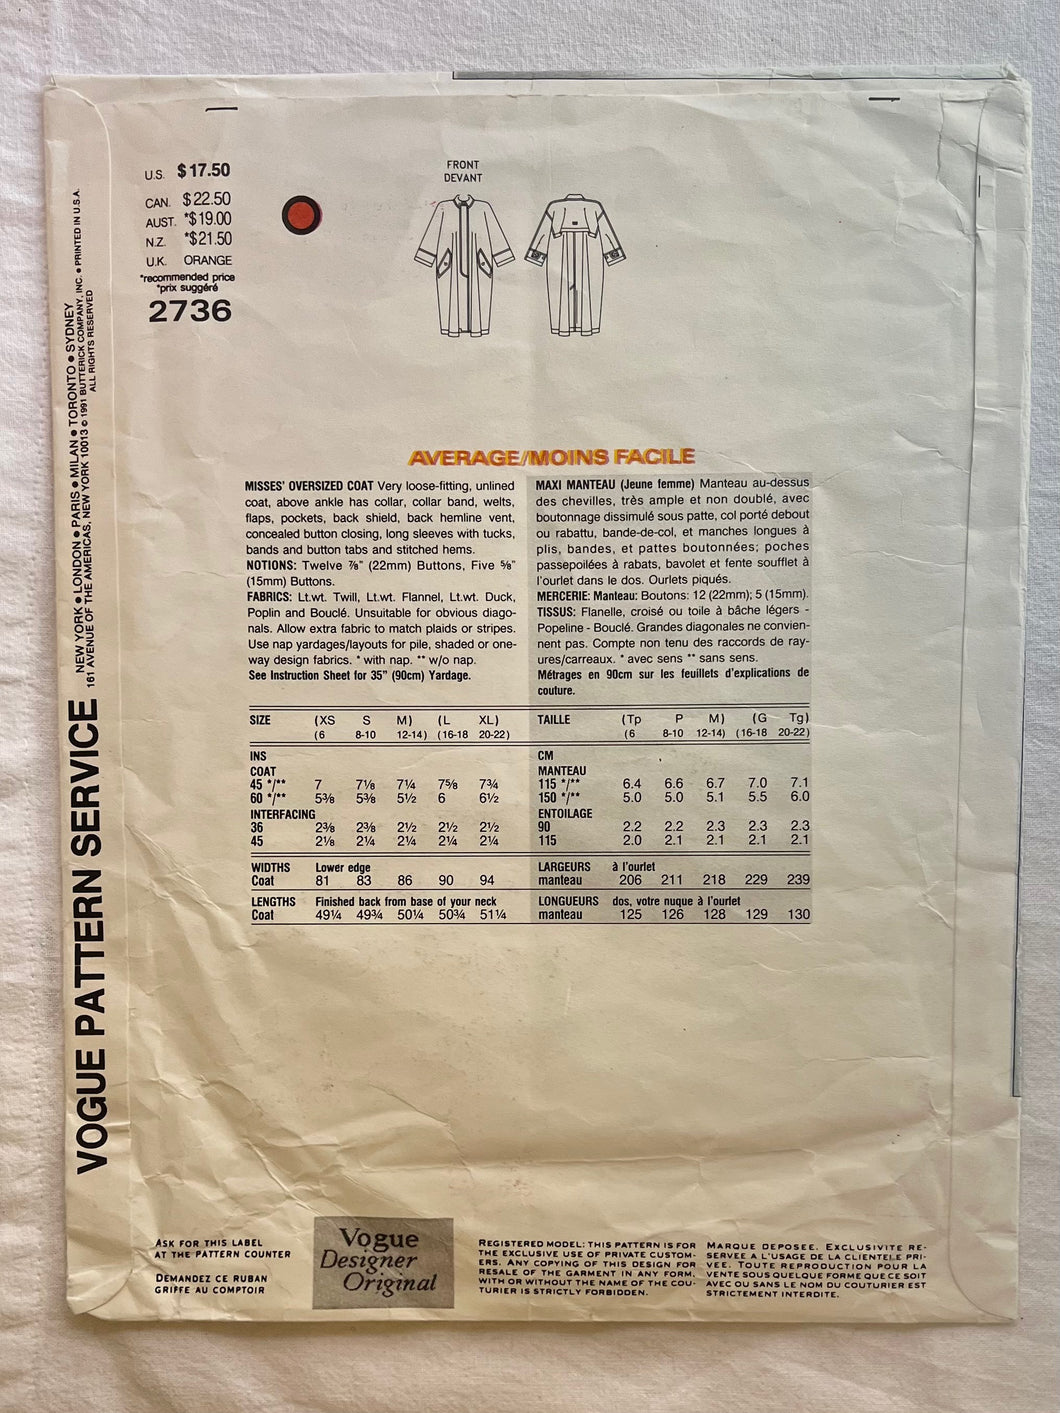 U.S. $17.50
CAN. $22.50
AUST. *$19.00
N.Z. *$21.50
U.K. ORANGE
*recommended price
*prix suggéré
2736
FRONT
DEVANT
VOGUE PATTERN SERVICE
NEW YORK ● LONDON ● PARIS ● MILAN ● TORONTO ● SYDNEY
161 AVENUE OF THE AMERICAS, NEW YORK 10013 © 1991 BUTTERICK COMPANY, INC. ● PRINTED IN U.S.A.
ALL RIGHTS RESERVED
AVERAGE/MOINS FACILE
MISSES' OVERSIZED COAT Very loose-fitting, unlined
coat, above ankle has collar, collar band, welts,
flaps, pockets, back shield, back hemline vent,
concealed button closing, long sleeves with tucks,
bands and button tabs and stitched hems.
NOTIONS: Twelve ⅞" (22mm) Buttons, Five ⅝"
(15mm) Buttons.
FABRICS: Lt.wt. Twill, Lt.wt. Flannel, Lt.wt. Duck,
Poplin and Bouclé. Unsuitable for obvious diago-
nals. Allow extra fabric to match plaids or stripes.
Use nap yardages/layouts for pile, shaded or one-
way design fabrics. * with nap. ** w/o nap.
See Instruction Sheet for 35" (90cm) Yardage.
MAXI MANTEAU (Jeune femme) Manteau au-dessus
des chevilles, très ample et non doublé, avec
boutonnage dissimulé sous patte, col porté debout
ou rabattu, bande-de-col, et manches longues à
plis, bandes, et pattes boutonnées; poches
passepoilées à rabats, bavolet et fente soufflet à
l'ourlet dans le dos. Ourlets piqués.
MERCERIE: Manteau: Boutons: 12 (22mm); 5 (15mm).
TISSUS: Flanelle, croisé ou toile à bâche légers -
Popeline - Bouclé. Grandes diagonales ne convien-
nent pas. Compte non tenu des raccords de ray-
ures/carreaux. * avec sens ** sans sens.
Métrages en 90cm sur les feuillets d'explications de
couture.
SIZE (XS S M) (L XL)
(6 8-10 12-14) (16-18 20-22)
INS
COAT
45 */** 7 7⅛ 7¼ 7⅝ 7¾
60 */** 5⅜ 5⅜ 5½ 6 6½
INTERFACING
36 2⅜ 2⅜ 2½ 2½ 2½
45 2⅛ 2¼ 2¼ 2¼ 2¼
WIDTHS Lower edge
Coat 81 83 86 90 94
LENGTHS Finished back from base of your neck
Coat 49¼ 49¾ 50¼ 50¾ 51¼
TAILLE (Tp P M) (G Tg)
(6 8-10 12-14) (16-18 20-22)
CM
MANTEAU
115 */** 6.4 6.6 6.7 7.0 7.1
150 */** 5.0 5.0 5.1 5.5 6.0
ENTOILAGE
90 2.2 2.2 2.3 2.3 2.3
115 2.0 2.1 2.1 2.1 2.1
LARGEURS à l'ourlet
manteau 206 211 218 229 239
LONGUEURS dos, votre nuque à l'ourlet
manteau 125 126 128 129 130
ASK FOR THIS LABEL
AT THE PATTERN COUNTER
DEMANDEZ CE RUBAN
GRIFFE AU COMPTOIR
Vogue
Designer
Original
REGISTERED MODEL: THIS PATTERN IS FOR
THE EXCLUSIVE USE OF PRIVATE CUSTOM-
ERS. ANY COPYING OF THIS DESIGN FOR
RESALE OF THE GARMENT IN ANY FORM,
WITH OR WITHOUT THE NAME OF THE COU-
TURIER IS STRICTLY FORBIDDEN.
MARQUE DEPOSEE. EXCLUSIVITE RE-
SERVEE A L'USAGE DE LA CLIENTELE PRI-
VEE. TOUTE REPRODUCTION POUR LA
VENTE SOUS QUELQUE FORME QUE CE SOIT
AVEC OU SANS LE NOM DU COUTURIER EST
STRICTEMENT INTERDITE.